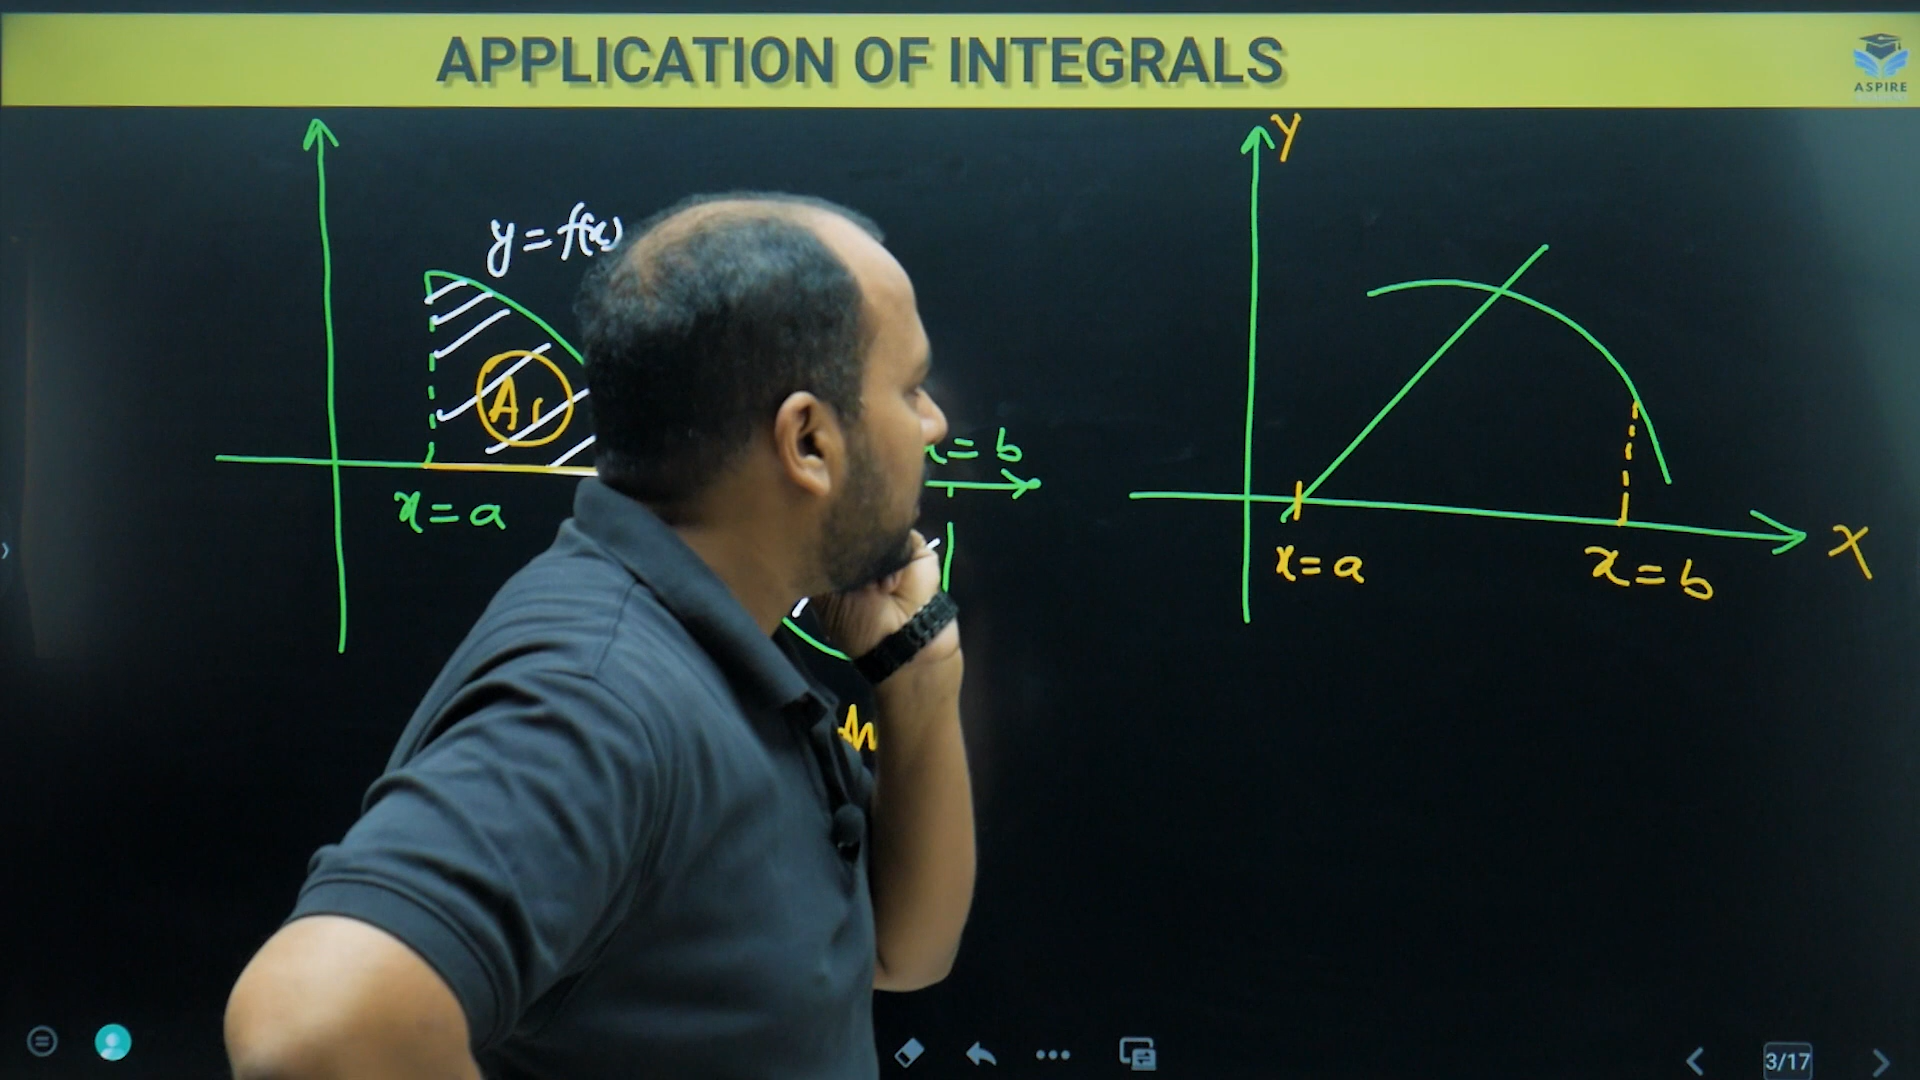 APPLICATION OF INTEGRALS
ASPIRE
y = f(x)
A1
x = a
x = b
Y
x = a
x = b
X
3/17